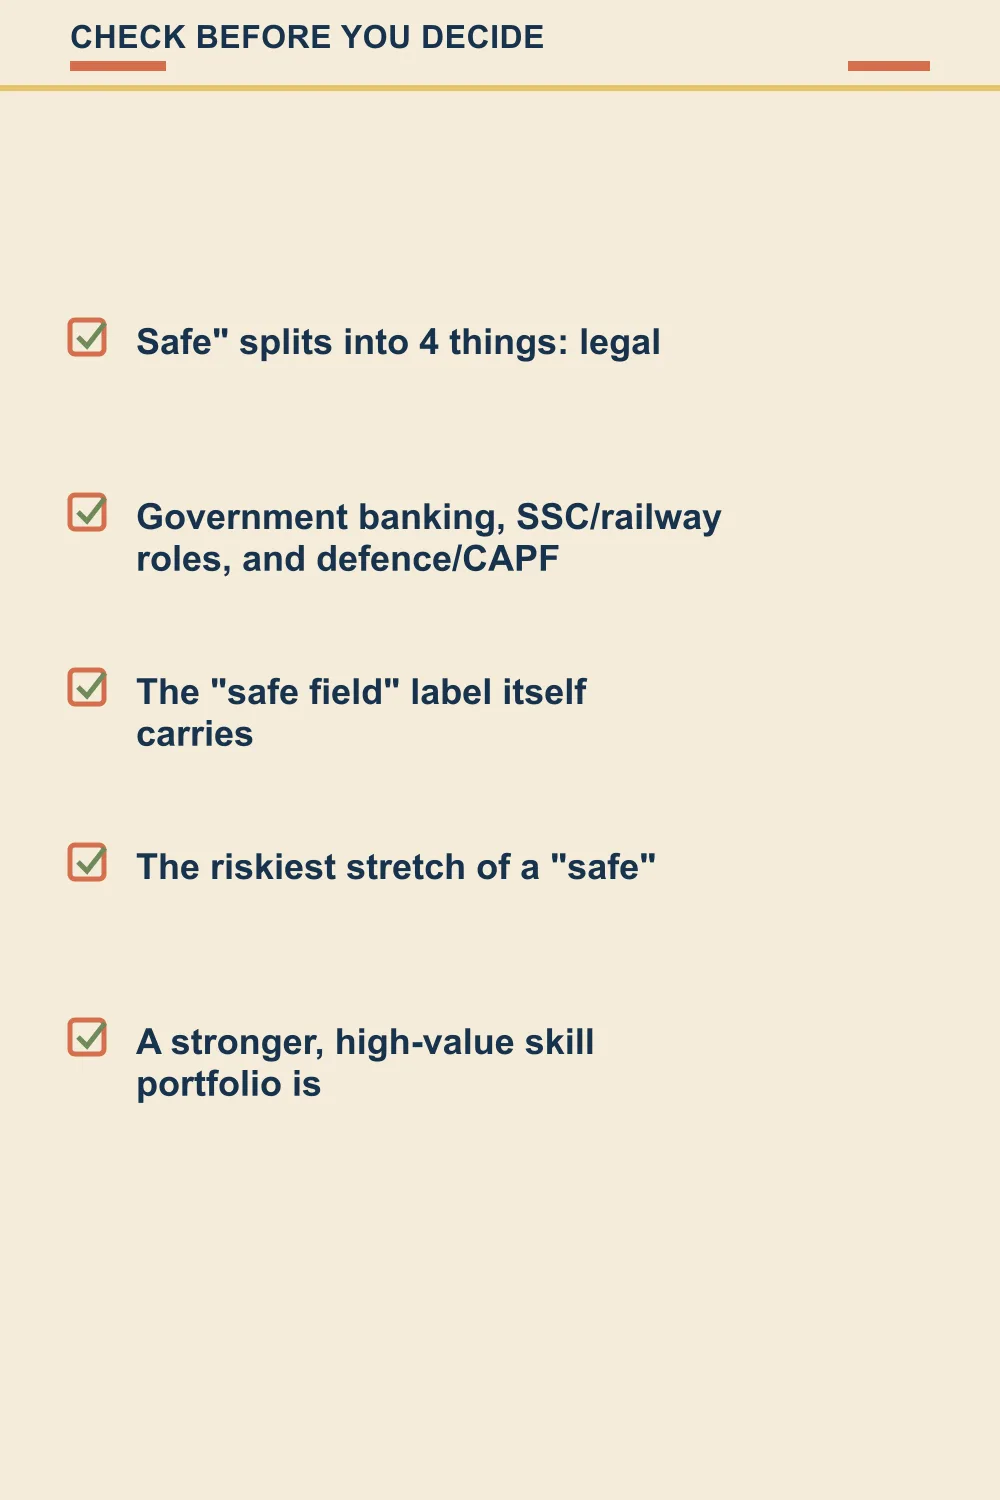 CHECK BEFORE YOU DECIDE
Safe" splits into 4 things: legal
Government banking, SSC/railway
roles, and defence/CAPF
The "safe field" label itself
carries
The riskiest stretch of a "safe"
A stronger, high-value skill
portfolio is